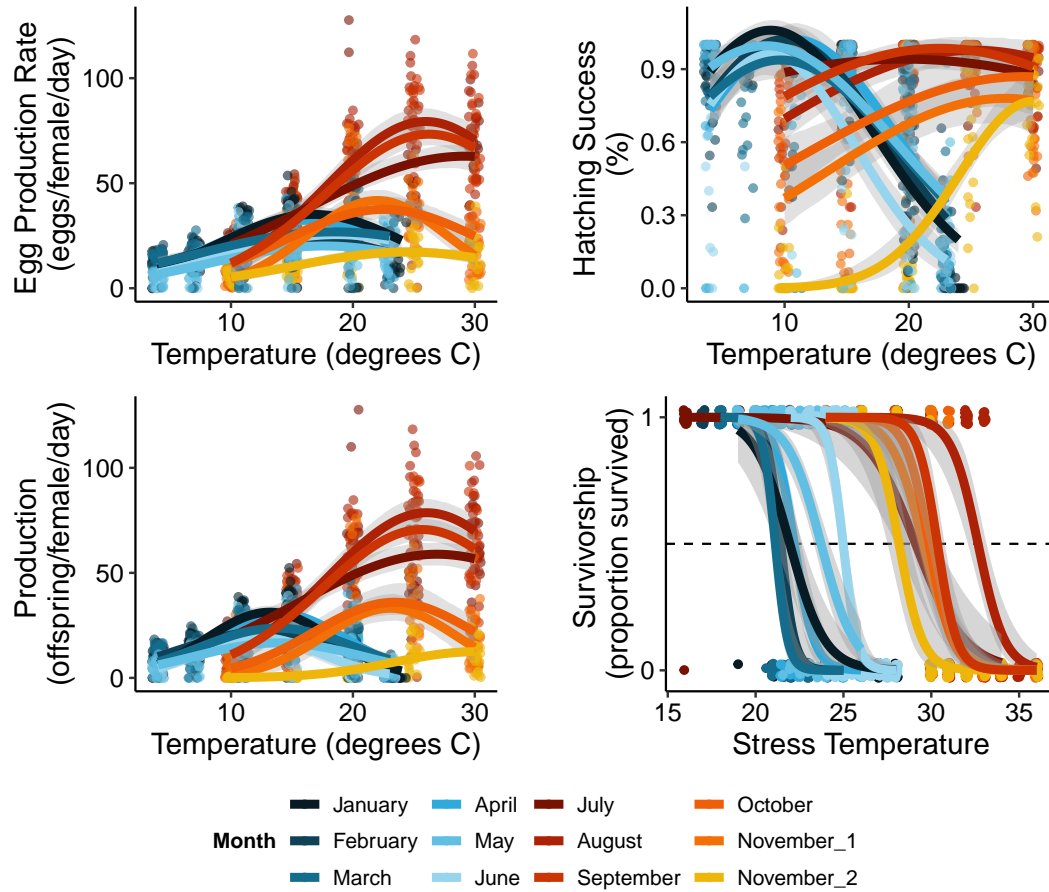 Egg Production Rate
(eggs/female/day)
100
50
0
10
20
30
Temperature (degrees C)
Hatching Success
(%)
0.9
0.6
0.3
0.0
10
20
30
Temperature (degrees C)
Production
(offspring/female/day)
100
50
0
10
20
30
Temperature (degrees C)
Survivorship
(proportion survived)
1
0
15
20
25
30
35
Stress Temperature
Month
January
February
March
April
May
June
July
August
September
October
November_1
November_2